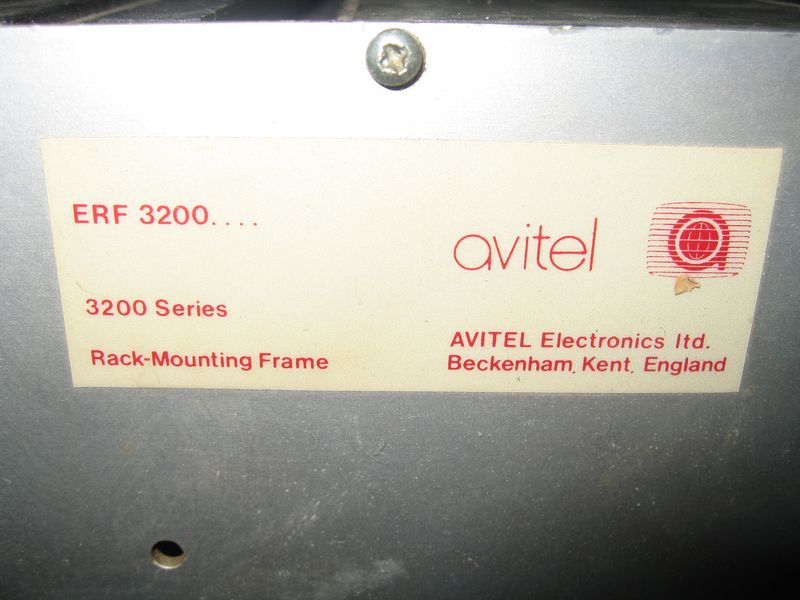 ERF 3200....
avitel
3200 Series
Rack-Mounting Frame
AVITEL Electronics ltd.
Beckenham, Kent, England